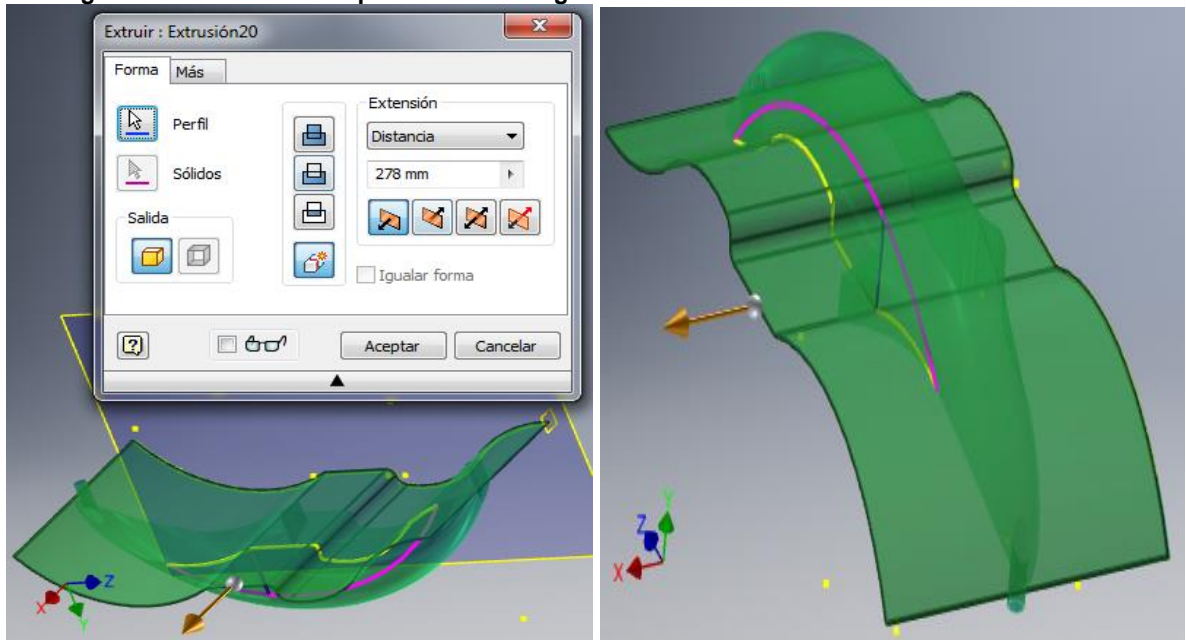 Extruir : Extrusión20
Forma Más
Perfil
Sólidos
Salida
Extensión
Distancia
278 mm
Igualar forma
Aceptar Cancelar
X
Y
Z
Y
Z
X